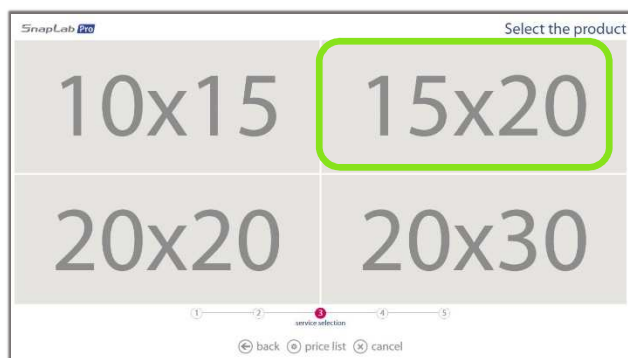 SnapLab Pro
Select the product
10x15
15x20
20x20
20x30
1 2 3 4 5
service selection
back price list cancel